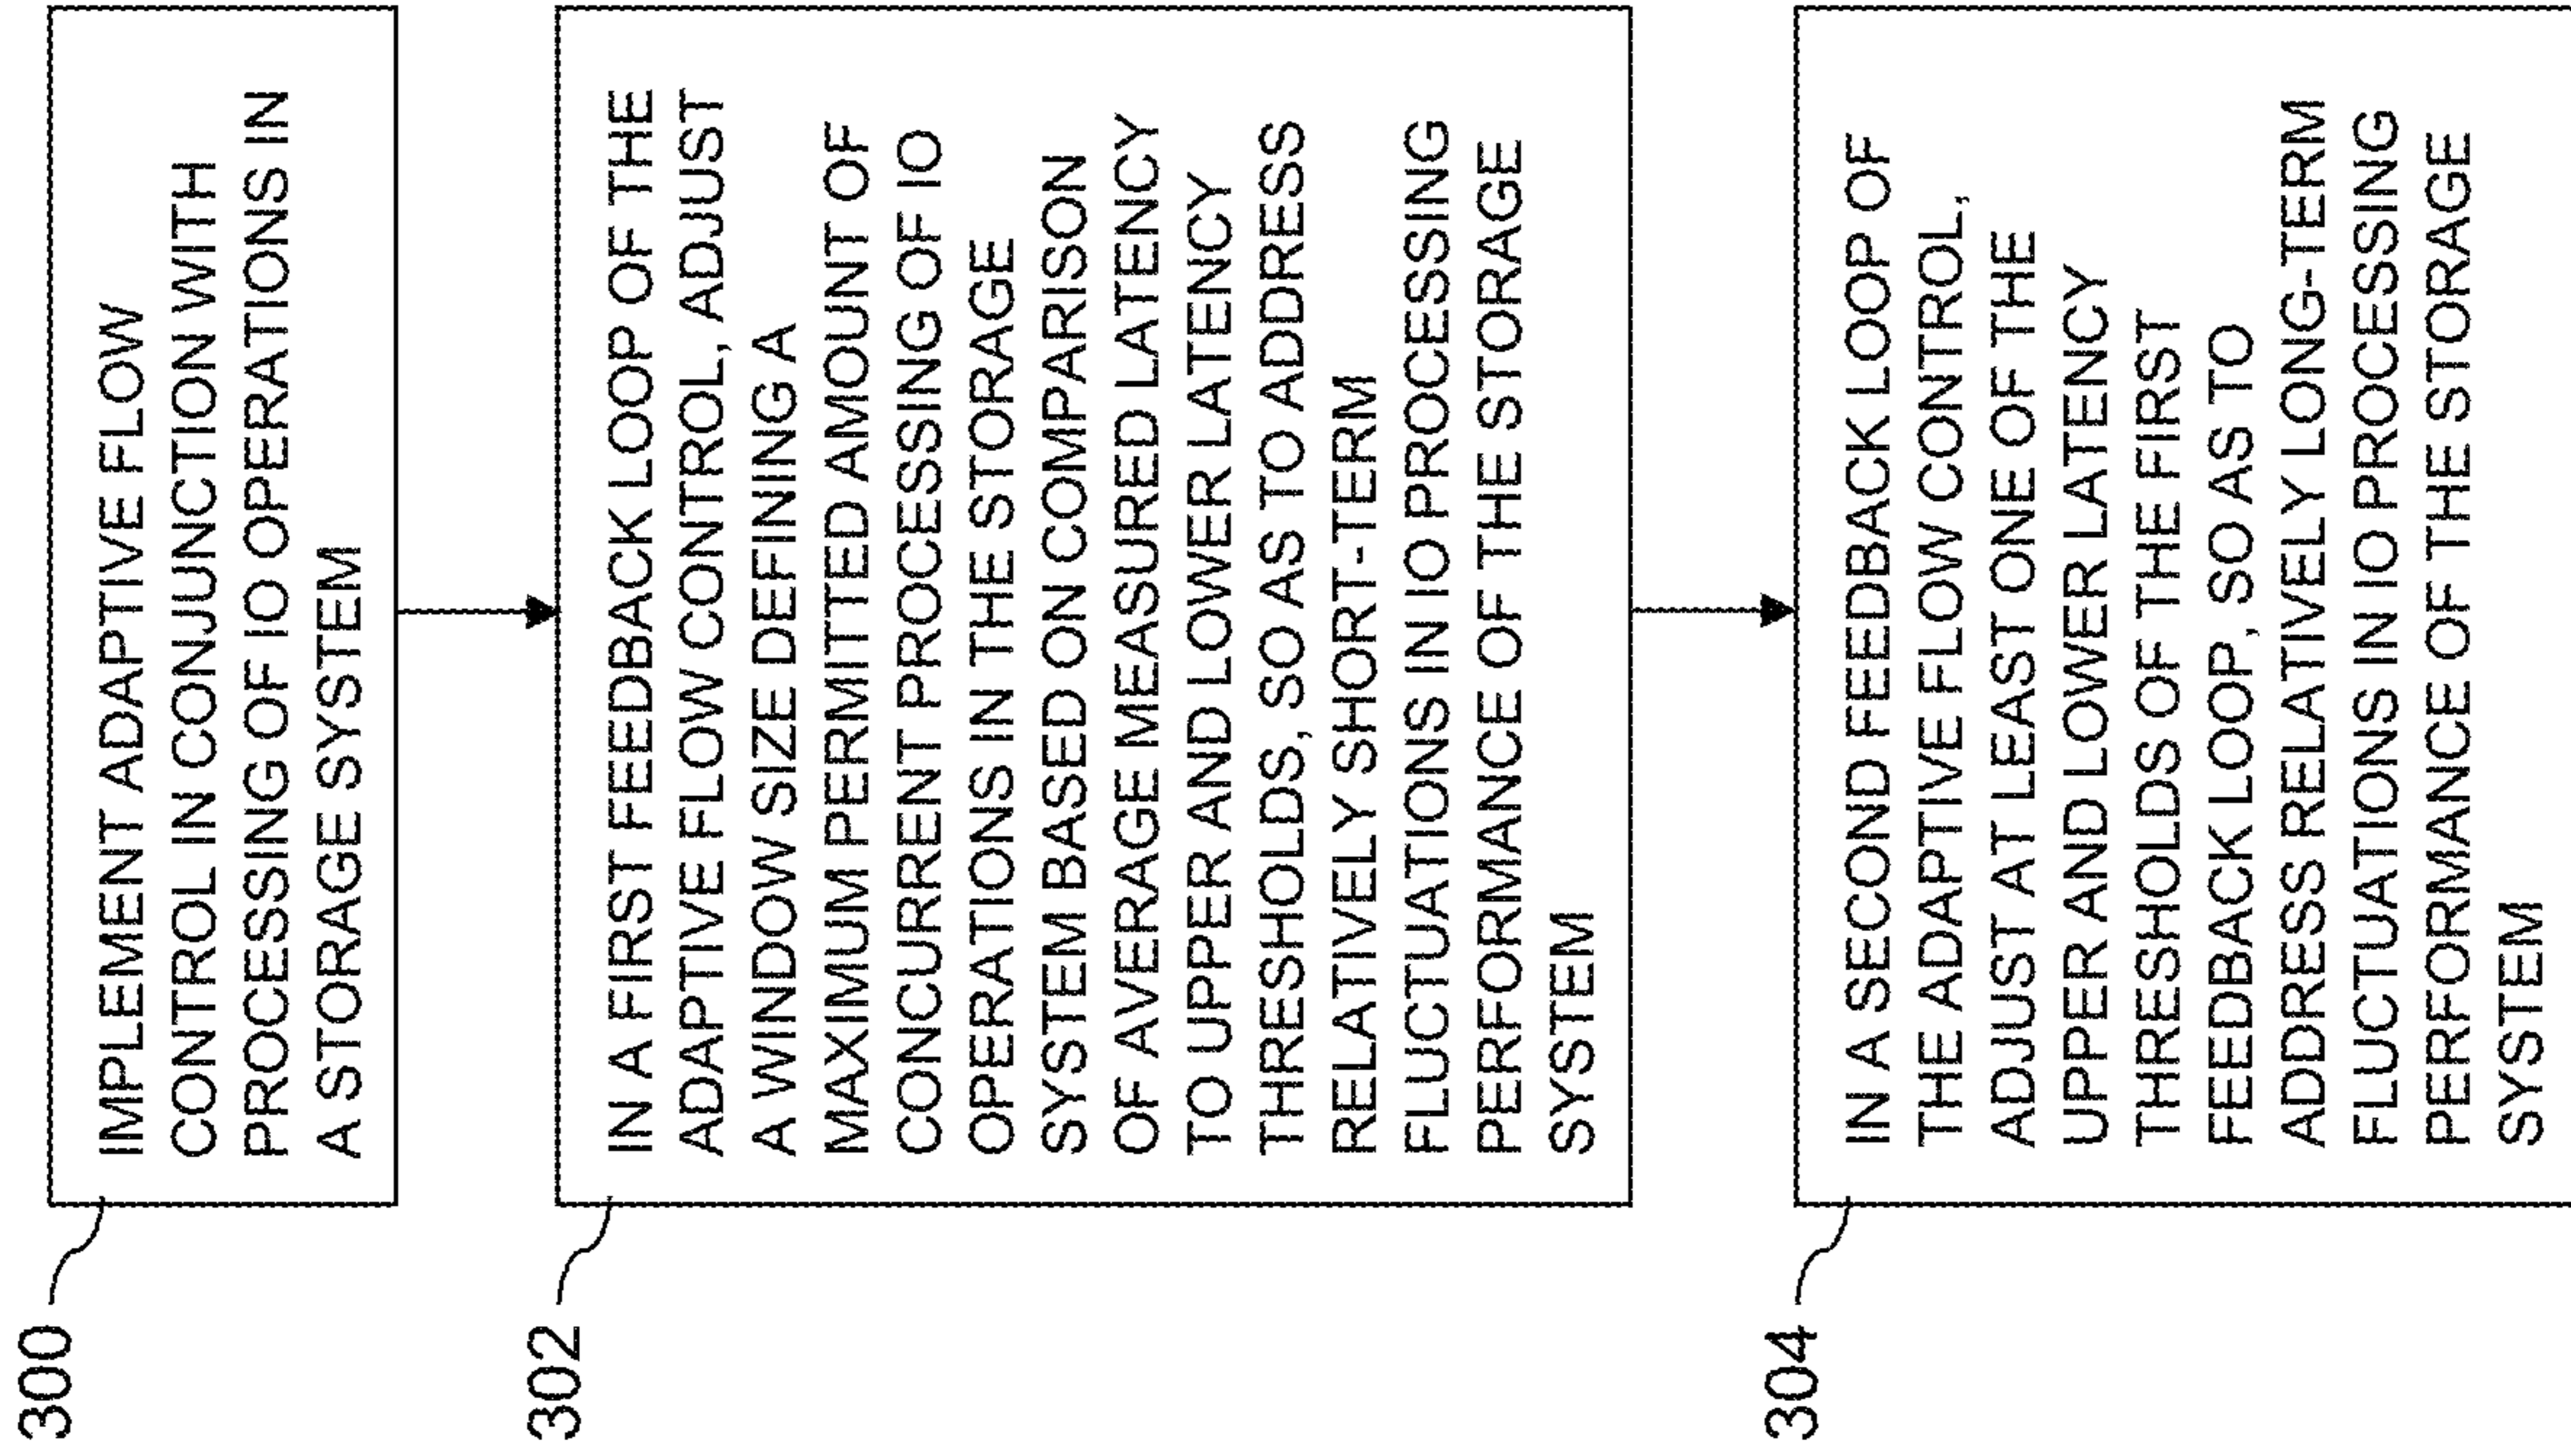 300
IMPLEMENT ADAPTIVE FLOW
CONTROL IN CONJUNCTION WITH
PROCESSING OF IO OPERATIONS IN
A STORAGE SYSTEM
302
IN A FIRST FEEDBACK LOOP OF THE
ADAPTIVE FLOW CONTROL, ADJUST
A WINDOW SIZE DEFINING A
MAXIMUM PERMITTED AMOUNT OF
CONCURRENT PROCESSING OF IO
OPERATIONS IN THE STORAGE
SYSTEM BASED ON COMPARISON
OF AVERAGE MEASURED LATENCY
TO UPPER AND LOWER LATENCY
THRESHOLDS, SO AS TO ADDRESS
RELATIVELY SHORT-TERM
FLUCTUATIONS IN IO PROCESSING
PERFORMANCE OF THE STORAGE
SYSTEM
304
IN A SECOND FEEDBACK LOOP OF
THE ADAPTIVE FLOW CONTROL,
ADJUST AT LEAST ONE OF THE
UPPER AND LOWER LATENCY
THRESHOLDS OF THE FIRST
FEEDBACK LOOP, SO AS TO
ADDRESS RELATIVELY LONG-TERM
FLUCTUATIONS IN IO PROCESSING
PERFORMANCE OF THE STORAGE
SYSTEM